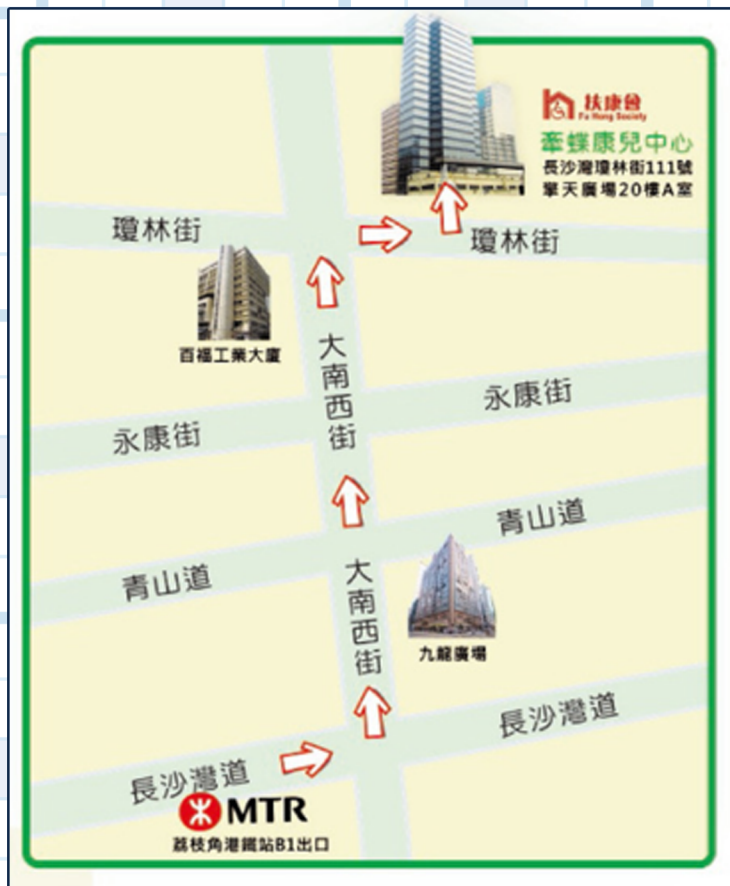 扶康會
Fu Hong Society
牽蝶康兒中心
長沙灣瓊林街111號
擎天廣場20樓A室
瓊林街
瓊林街
百福工業大廈
大南西街
永康街
永康街
青山道
青山道
大南西街
九龍廣場
長沙灣道
長沙灣道
MTR
荔枝角港鐵站B1出口